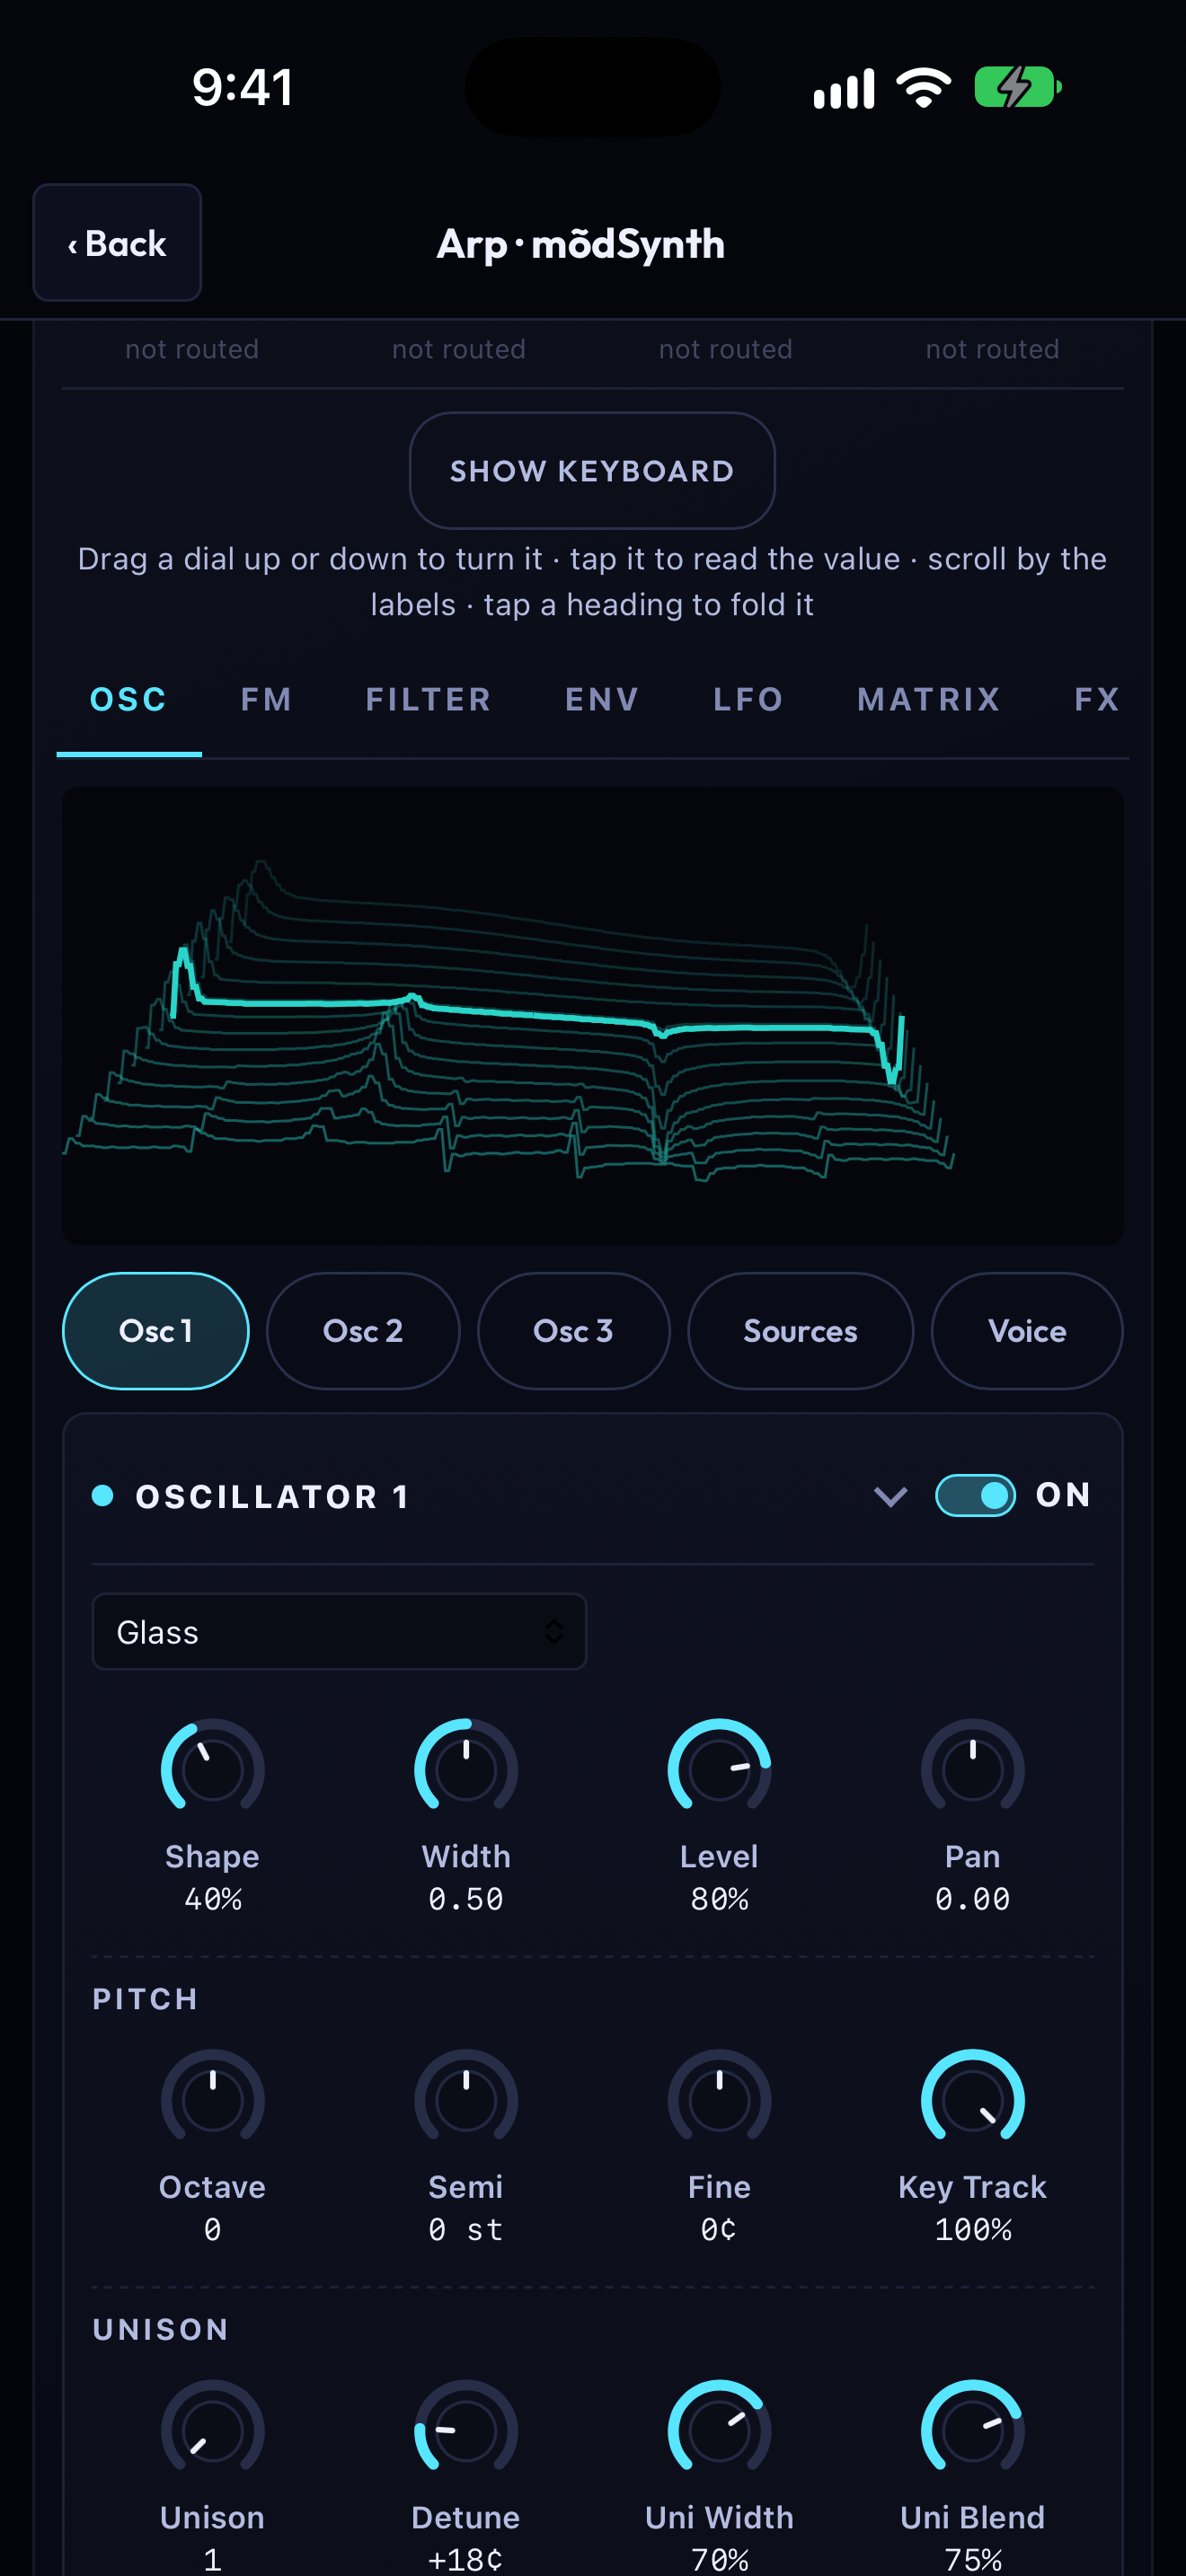 9:41
‹ Back
Arp · mõdSynth
not routed not routed not routed not routed
SHOW KEYBOARD
Drag a dial up or down to turn it · tap it to read the value · scroll by the
labels · tap a heading to fold it
OSC FM FILTER ENV LFO MATRIX FX
Osc 1 Osc 2 Osc 3 Sources Voice
OSCILLATOR 1 ON
Glass
Shape Width Level Pan
40% 0.50 80% 0.00
PITCH
Octave Semi Fine Key Track
0 0 st 0¢ 100%
UNISON
Unison Detune Uni Width Uni Blend
1 +18¢ 70% 75%